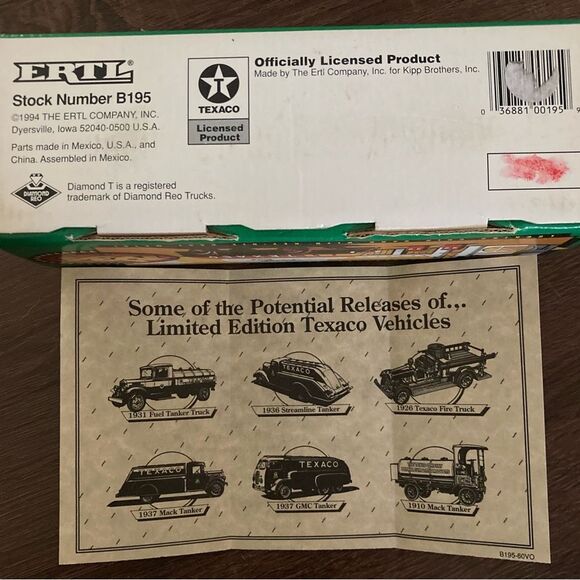 ERTL®
Stock Number B195
©1994 THE ERTL COMPANY, INC.
Dyersville, Iowa 52040-0500 U.S.A.
Parts made in Mexico, U.S.A., and
China. Assembled in Mexico.
DIAMOND
REO
Diamond T is a registered
trademark of Diamond Reo Trucks.
T
TEXACO
Licensed
Product
Officially Licensed Product
Made by The Ertl Company, Inc. for Kipp Brothers, Inc.
0 36881 00195 9
Some of the Potential Releases of...
Limited Edition Texaco Vehicles
1931 Fuel Tanker Truck
TEXACO
1936 Streamline Tanker
1926 Texaco Fire Truck
TEXACO
1937 Mack Tanker
TEXACO
1937 GMC Tanker
1910 Mack Tanker
B195-60VO